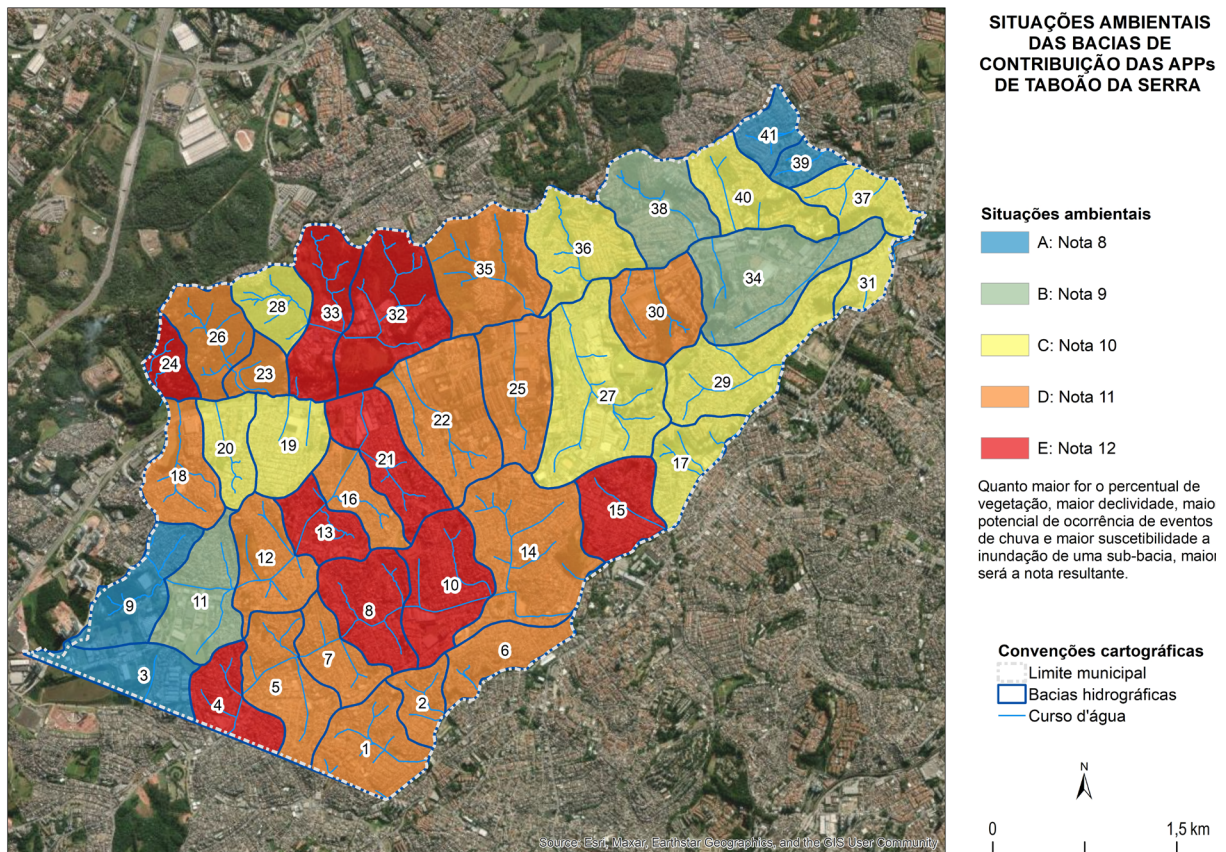 SITUAÇÕES AMBIENTAIS
DAS BACIAS DE
CONTRIBUIÇÃO DAS APPs
DE TABOÃO DA SERRA
41
39
37
40
38
36
34
31
35
30
33
32
28
26
24
23
29
27
25
22
20
19
21
18
17
16
15
13
14
12
11
10
9
8
7
6
5
4
3
2
1
Situações ambientais
A: Nota 8
B: Nota 9
C: Nota 10
D: Nota 11
E: Nota 12
Quanto maior for o percentual de
vegetação, maior declividade, maio
potencial de ocorrência de eventos
de chuva e maior suscetibilidade a
inundação de uma sub-bacia, maior
será a nota resultante.
Convenções cartográficas
Limite municipal
Bacias hidrográficas
Curso d'água
N
0 1,5 km
Source: Esri, Maxar, Earthstar Geographics, and the GIS User Community